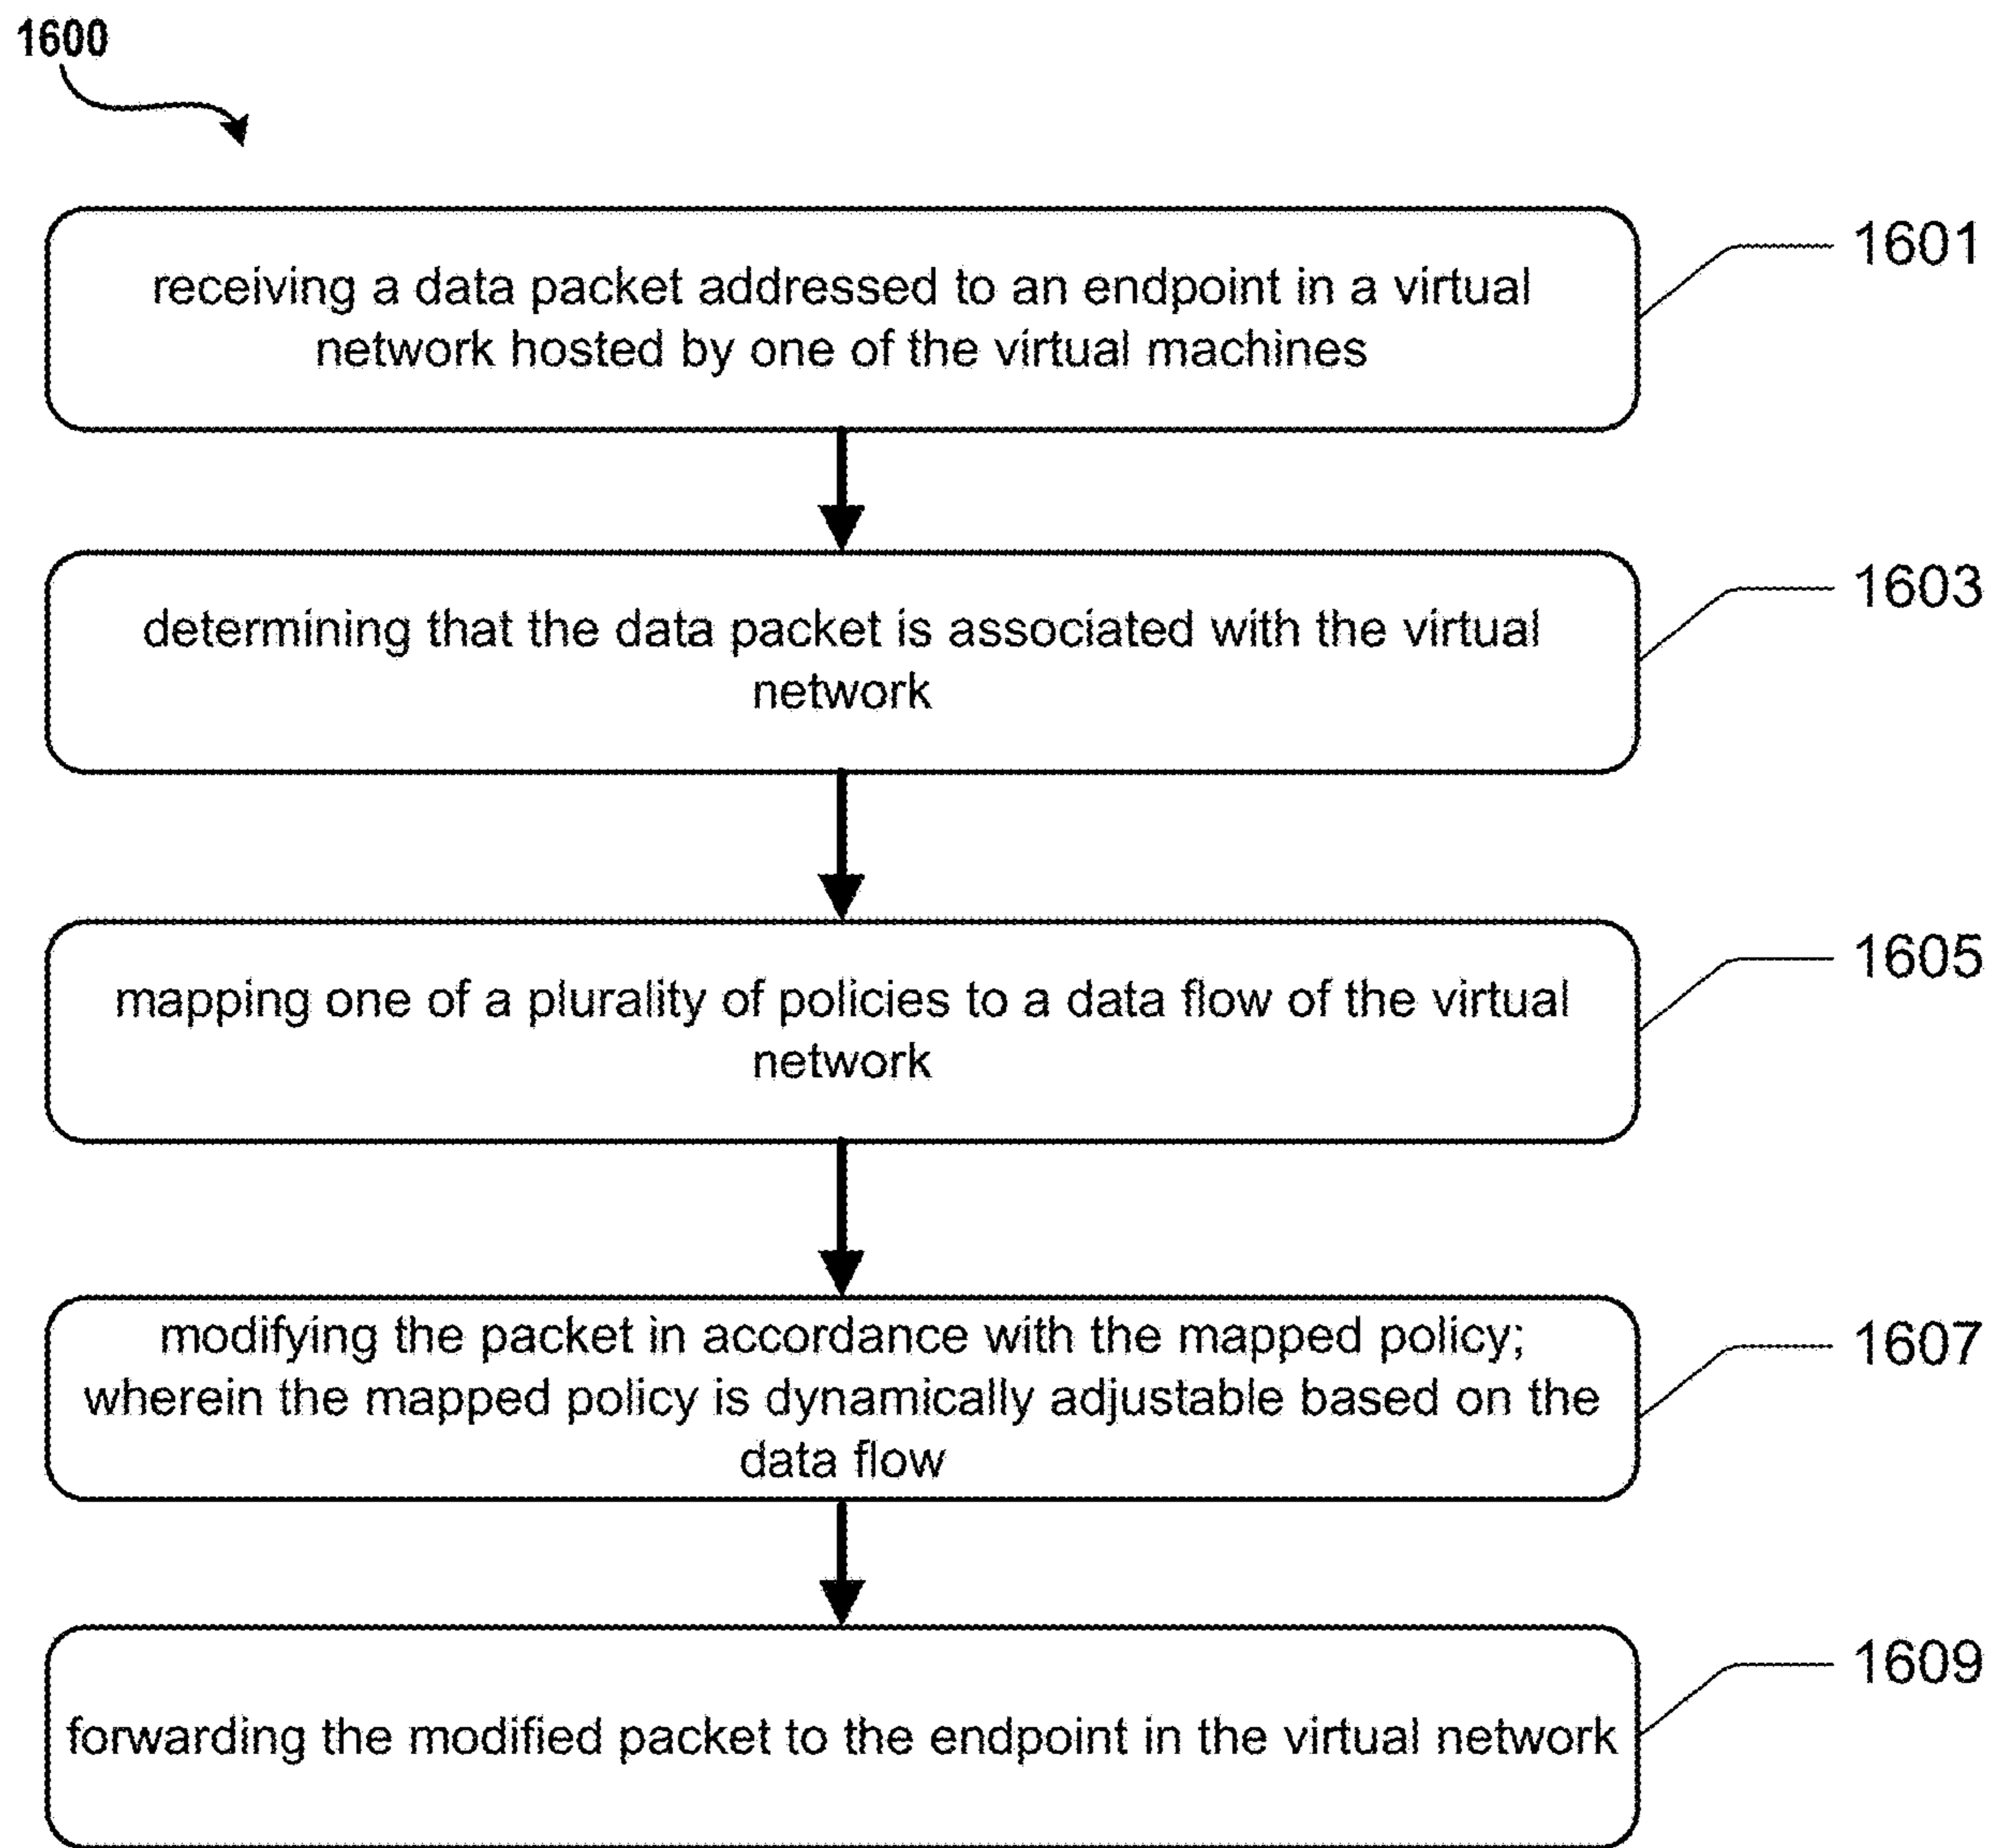 1600
receiving a data packet addressed to an endpoint in a virtual
network hosted by one of the virtual machines
1601
determining that the data packet is associated with the virtual
network
1603
mapping one of a plurality of policies to a data flow of the virtual
network
1605
modifying the packet in accordance with the mapped policy;
wherein the mapped policy is dynamically adjustable based on the
data flow
1607
forwarding the modified packet to the endpoint in the virtual network
1609